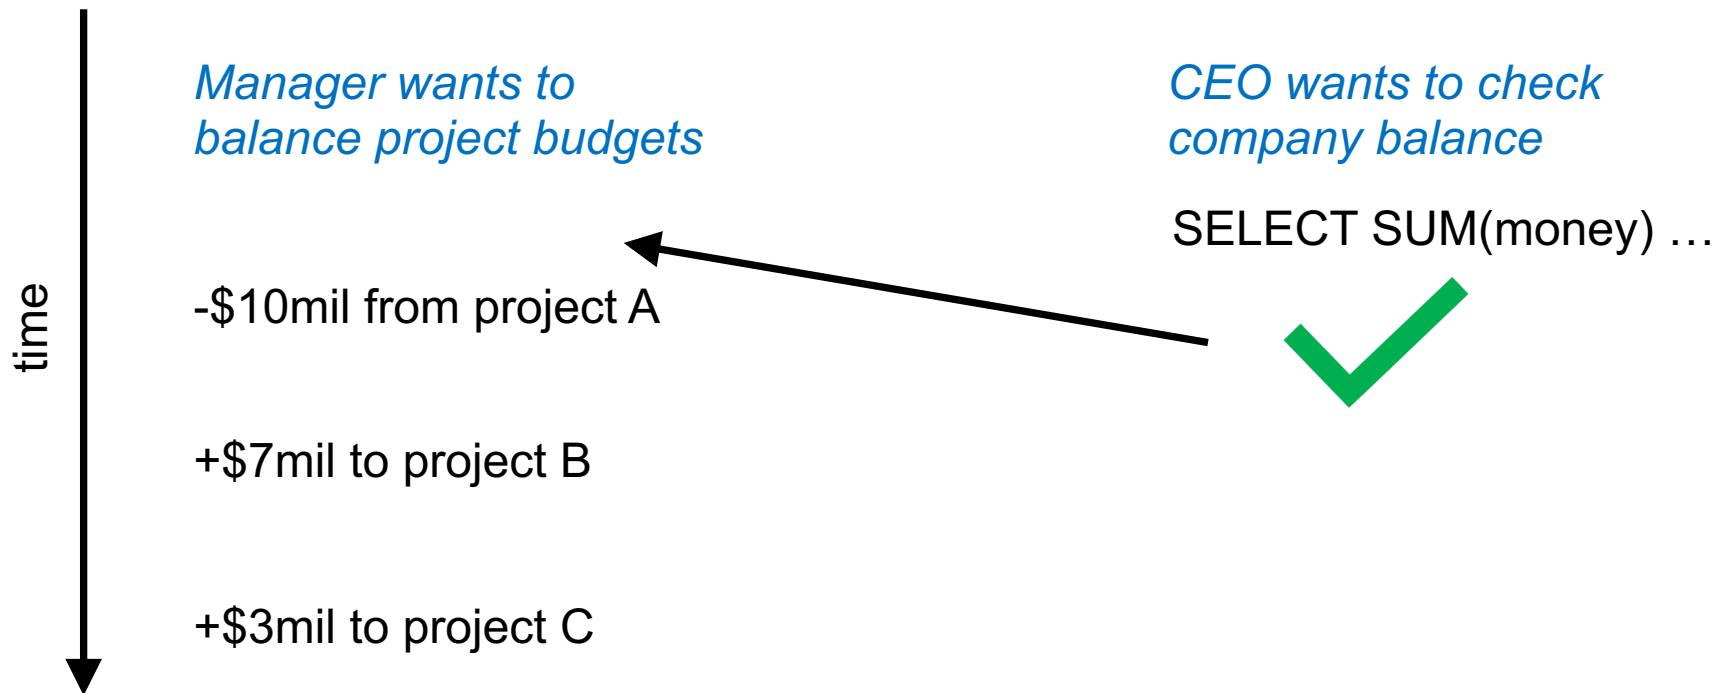 Manager wants to
balance project budgets
CEO wants to check
company balance
SELECT SUM(money) …
time
-$10mil from project A
+$7mil to project B
+$3mil to project C